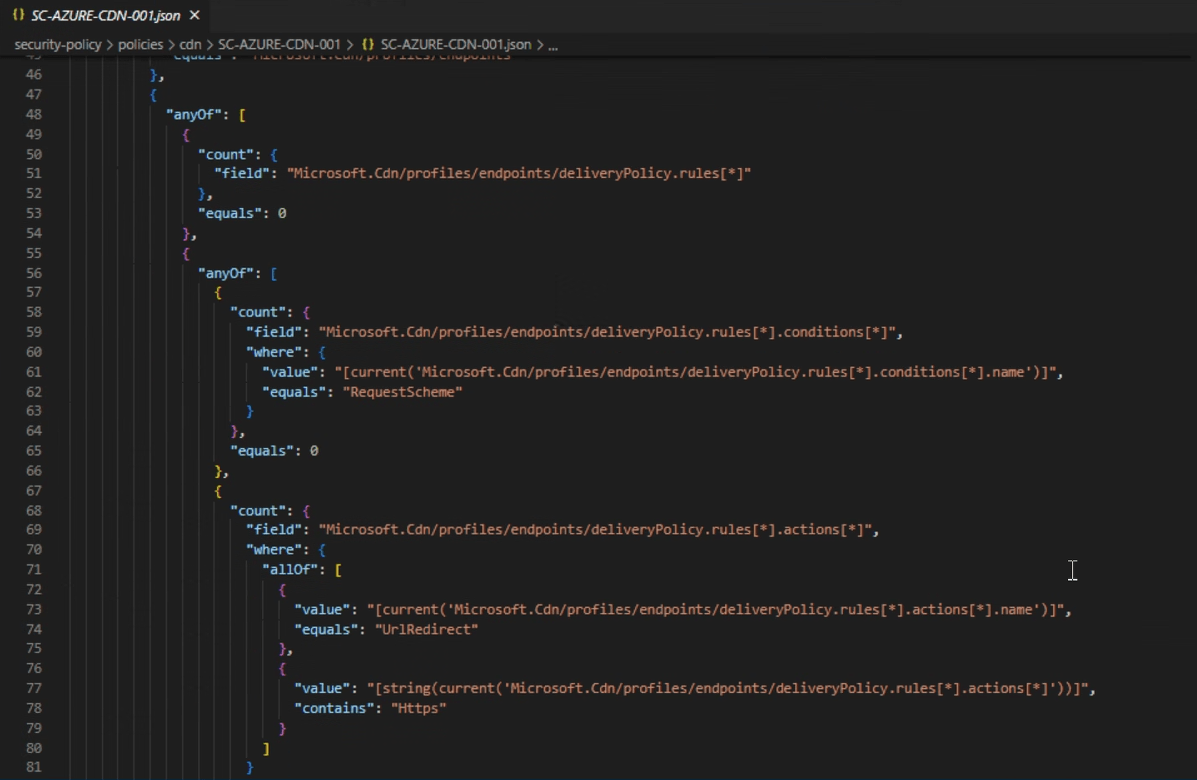 {} SC-AZURE-CDN-001.json ×
security-policy > policies > cdn > SC-AZURE-CDN-001 > {} SC-AZURE-CDN-001.json > ...
45 "equals": "Microsoft.Cdn/profiles/endpoints"
46 },
47 {
48 "anyOf": [
49 {
50 "count": {
51 "field": "Microsoft.Cdn/profiles/endpoints/deliveryPolicy.rules[*]"
52 },
53 "equals": 0
54 },
55 {
56 "anyOf": [
57 {
58 "count": {
59 "field": "Microsoft.Cdn/profiles/endpoints/deliveryPolicy.rules[*].conditions[*]",
60 "where": {
61 "value": "[current('Microsoft.Cdn/profiles/endpoints/deliveryPolicy.rules[*].conditions[*].name')]",
62 "equals": "RequestScheme"
63 }
64 },
65 "equals": 0
66 },
67 {
68 "count": {
69 "field": "Microsoft.Cdn/profiles/endpoints/deliveryPolicy.rules[*].actions[*]",
70 "where": {
71 "allOf": [
72 {
73 "value": "[current('Microsoft.Cdn/profiles/endpoints/deliveryPolicy.rules[*].actions[*].name')]",
74 "equals": "UrlRedirect"
75 },
76 {
77 "value": "[string(current('Microsoft.Cdn/profiles/endpoints/deliveryPolicy.rules[*].actions[*]'))]",
78 "contains": "Https"
79 }
80 ]
81 }